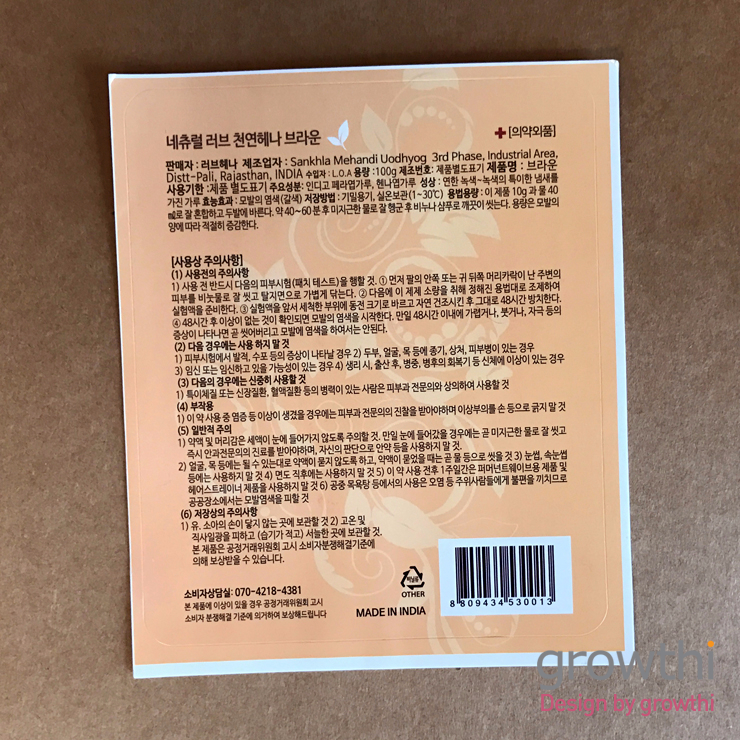 네츄럴 러브 천연헤나 브라운
[의약외품]
판매자 : 러브헤나 제조업자 : Sankhla Mehandi Uodhyog 3rd Phase, Industrial Area,
Distt-Pali, Rajasthan, INDIA 수입자 : L.O.A 용량 : 100g 제조번호: 제품별도표기 제품명 : 브라운
사용기한 :제품 별도표기 주요성분: 인디고 페라엽가루, 헨나엽가루 성상 : 연한 녹색~녹색의 특이한 냄새를
가진 가루 효능효과 : 모발의 염색(갈색) 저장방법 : 기밀용기, 실온보관(1~30℃) 용법용량 : 이 제품 10g 과 물 40
㎖로 잘 혼합하고 두발에 바른다. 약 40~60 분 후 미지근한 물로 잘 헹군 후 비누나 샴푸로 깨끗이 씻는다. 용량은 모발의
양에 따라 적절히 증감한다.
[사용상 주의사항]
(1) 사용전의 주의사항
1) 사용 전 반드시 다음의 피부시험(패치 테스트)을 행할 것. ① 먼저 팔의 안쪽 또는 귀 뒤쪽 머리카락이 난 주변의
피부를 비눗물로 잘 씻고 탈지면으로 가볍게 닦는다. ② 다음에 이 제제 소량을 취해 정해진 용법대로 조제하여
실험액을 준비한다. ③ 실험액을 앞서 세척한 부위에 동전 크기로 바르고 자연 건조시킨 후 그대로 48시간 방치한다.
④ 48시간 후 이상이 없는 것이 확인되면 모발의 염색을 시작한다. 만일 48시간 이내에 가렵거나, 붓거나, 자극 등의
증상이 나타나면 곧 씻어버리고 모발에 염색을 하여서는 안된다.
(2) 다음 경우에는 사용 하지 말 것
1) 피부시험에서 발적, 수포 등의 증상이 나타날 경우 2) 두부, 얼굴, 목 등에 종기, 상처, 피부병이 있는 경우
3) 임신 또는 임신하고 있을 가능성이 있는 경우 4) 생리 시, 출산 후, 병중, 병후의 회복기 등 신체에 이상이 있는 경우
(3) 다음의 경우에는 신중히 사용할 것
1) 특이체질 또는 신장질환, 혈액질환 등의 병력이 있는 사람은 피부과 전문의와 상의하여 사용할 것
(4) 부작용
1) 이 약 사용 중 염증 등 이상이 생겼을 경우에는 피부과 전문의의 진찰을 받아야하며 이상부의를 손 등으로 긁지 말 것
(5) 일반적 주의
1) 약액 및 머리감은 세액이 눈에 들어가지 않도록 주의할 것. 만일 눈에 들어갔을 경우에는 곧 미지근한 물로 잘 씻고
즉시 안과전문의의 진료를 받아야하며, 자신의 판단으로 안약 등을 사용하지 말 것.
2) 얼굴, 목 등에는 될 수 있는대로 약액이 묻지 않도록 하고, 약액이 묻었을 때는 곧 물 등으로 씻을 것 3) 눈썹, 속눈썹
등에는 사용하지 말 것 4) 면도 직후에는 사용하지 말 것 5) 이 약 사용 전후 1주일간은 퍼머넌트웨이브용 제품 및
헤어스트레이너 제품을 사용하지 말 것 6) 공중 목욕탕 등에서의 사용은 오염 등 주위사람들에게 불편을 끼치므로
공공장소에서는 모발염색을 피할 것
(6) 저장상의 주의사항
1) 유. 소아의 손이 닿지 않는 곳에 보관할 것 2) 고온 및
직사일광을 피하고 (습기가 적고) 서늘한 곳에 보관할 것.
본 제품은 공정거래위원회 고시 소비자분쟁해결기준에
의해 보상받을 수 있습니다.
소비자상담실: 070-4218-4381
본 제품에 이상이 있을 경우 공정거래위원회 고시
소비자 분쟁해결 기준에 의거하여 보상해드립니다
비닐류
OTHER
MADE IN INDIA
8 809434 530013
growthi
Design by growthi